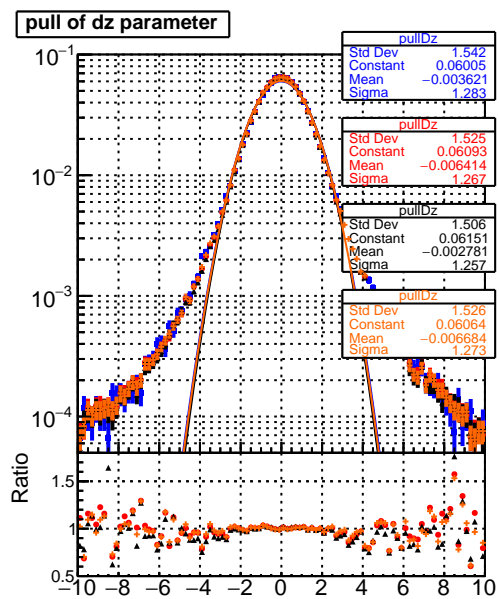 pull of dz parameter
pullDz
Std Dev 1.542
Constant 0.06005
Mean −0.003621
Sigma 1.283
pullDz
Std Dev 1.525
Constant 0.06093
Mean −0.006414
Sigma 1.267
pullDz
Std Dev 1.506
Constant 0.06151
Mean −0.002781
Sigma 1.257
pullDz
Std Dev 1.526
Constant 0.06064
Mean −0.006684
Sigma 1.273
10−1
10−2
10−3
10−4
Ratio
1.5
1
0.5
−10 −8 −6 −4 −2 0 2 4 6 8 10